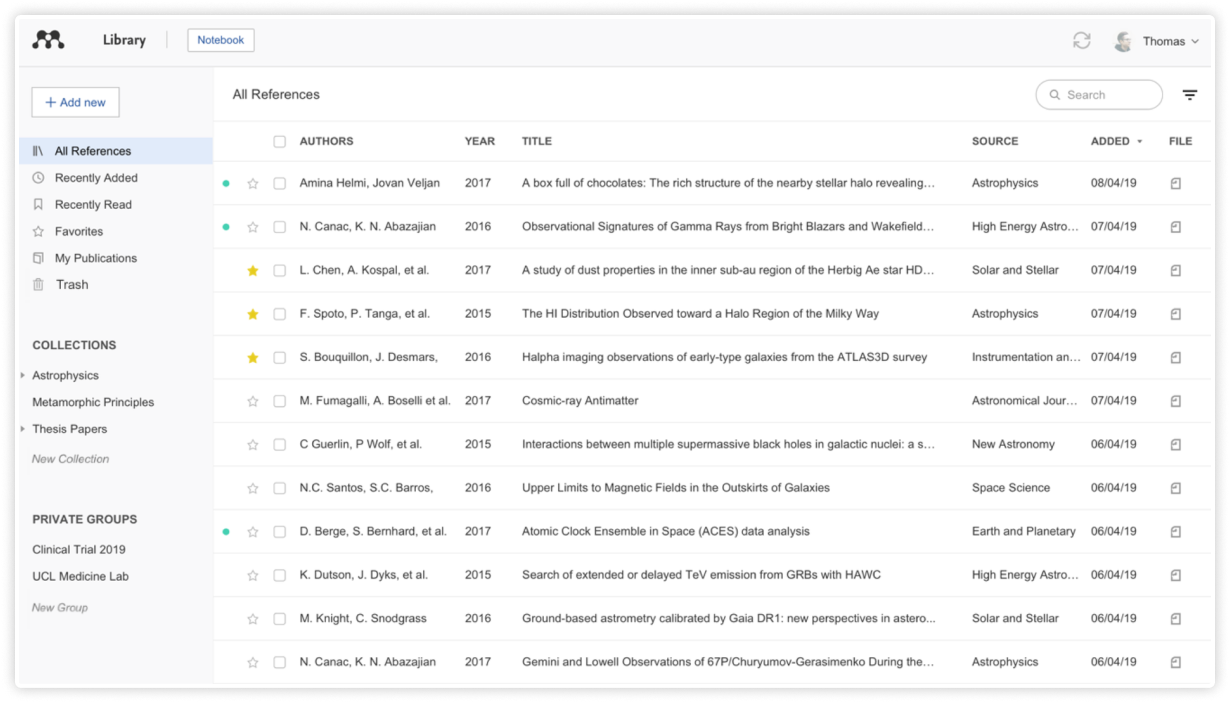 Library
Notebook
Thomas
+ Add new
All References
Recently Added
Recently Read
Favorites
My Publications
Trash
COLLECTIONS
Astrophysics
Metamorphic Principles
Thesis Papers
New Collection
PRIVATE GROUPS
Clinical Trial 2019
UCL Medicine Lab
New Group
All References
Search
AUTHORS YEAR TITLE SOURCE ADDED FILE
Amina Helmi, Jovan Veljan 2017 A box full of chocolates: The rich structure of the nearby stellar halo revealing… Astrophysics 08/04/19
N. Canac, K. N. Abazajian 2016 Observational Signatures of Gamma Rays from Bright Blazars and Wakefield… High Energy Astro… 07/04/19
L. Chen, A. Kospal, et al. 2017 A study of dust properties in the inner sub-au region of the Herbig Ae star HD… Solar and Stellar 07/04/19
F. Spoto, P. Tanga, et al. 2015 The HI Distribution Observed toward a Halo Region of the Milky Way Astrophysics 07/04/19
S. Bouquillon, J. Desmars, 2016 Halpha imaging observations of early-type galaxies from the ATLAS3D survey Instrumentation an… 07/04/19
M. Fumagalli, A. Boselli et al. 2017 Cosmic-ray Antimatter Astronomical Jour… 07/04/19
C Guerlin, P Wolf, et al. 2015 Interactions between multiple supermassive black holes in galactic nuclei: a s… New Astronomy 06/04/19
N.C. Santos, S.C. Barros, 2016 Upper Limits to Magnetic Fields in the Outskirts of Galaxies Space Science 06/04/19
D. Berge, S. Bernhard, et al. 2017 Atomic Clock Ensemble in Space (ACES) data analysis Earth and Planetary 06/04/19
K. Dutson, J. Dyks, et al. 2015 Search of extended or delayed TeV emission from GRBs with HAWC High Energy Astro… 06/04/19
M. Knight, C. Snodgrass 2016 Ground-based astrometry calibrated by Gaia DR1: new perspectives in astero... Solar and Stellar 06/04/19
N. Canac, K. N. Abazajian 2017 Gemini and Lowell Observations of 67P/Churyumov-Gerasimenko During the… Astrophysics 06/04/19